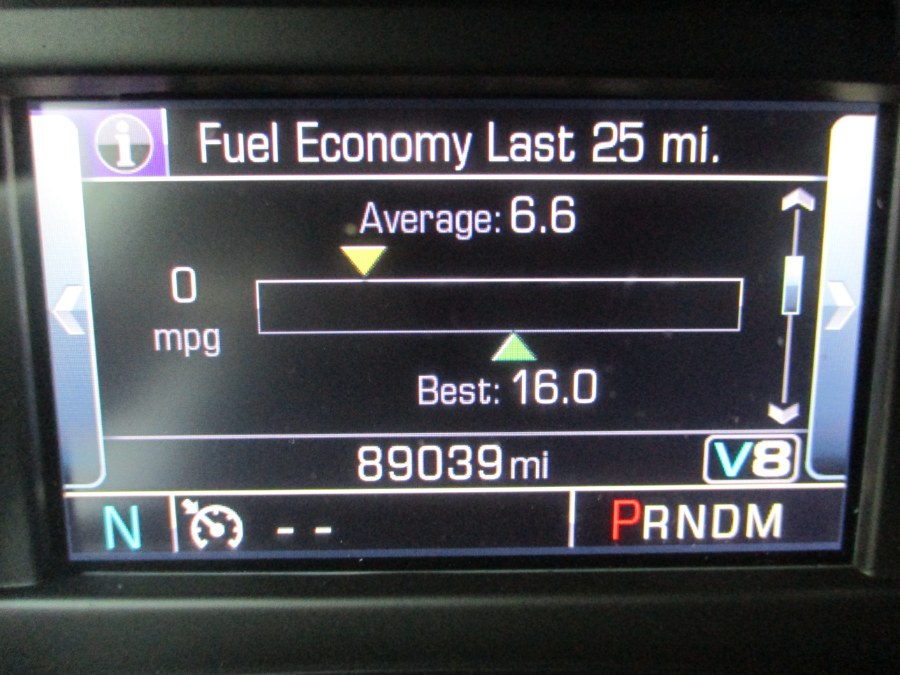 i Fuel Economy Last 25 mi.
Average: 6.6
0
mpg
Best: 16.0
89039 mi V8
N -- PRNDM